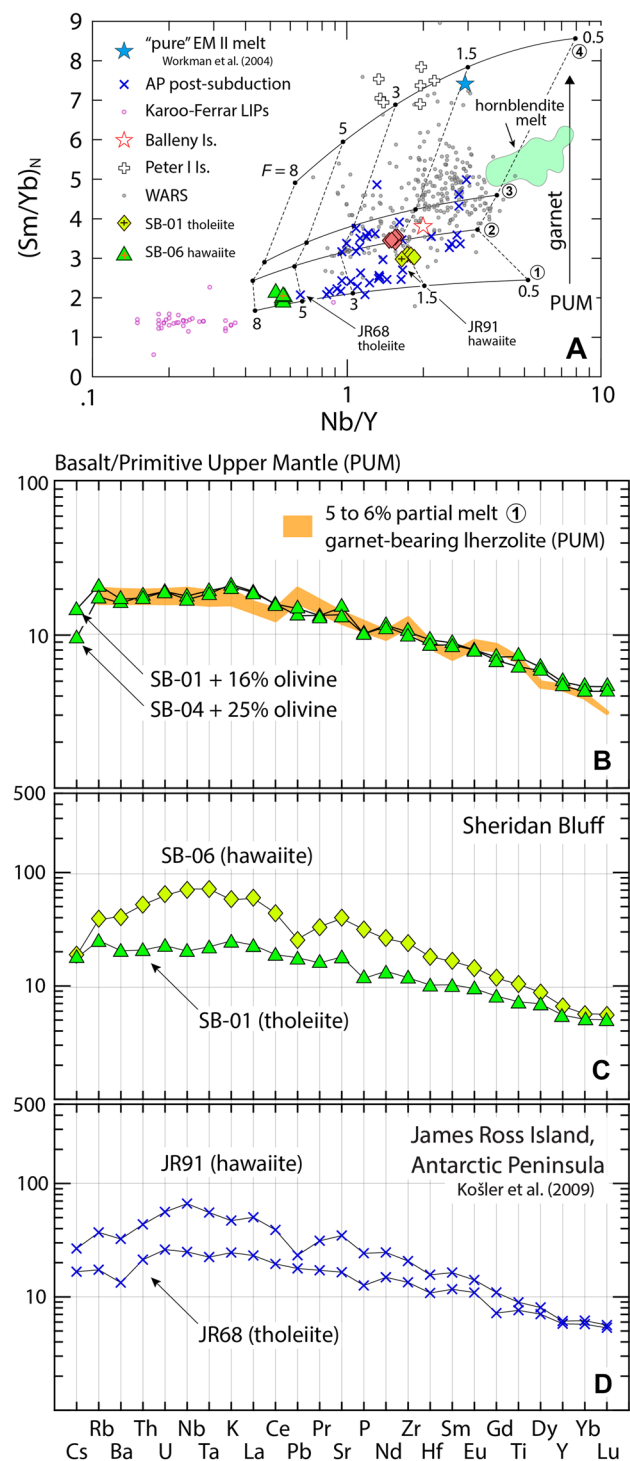 9
8
7
6
5
4
3
2
1
0
(Sm/Yb)N
"pure" EM II melt
Workman et al. (2004)
AP post-subduction
Karoo-Ferrar LIPs
Balleny Is.
Peter I Is.
WARS
SB-01 tholeiite
SB-06 hawaiite
F = 8
5
3
1.5
0.5
4
hornblendite
melt
3
2
1
garnet
PUM
8
5
3
1.5
0.5
JR68
tholeiite
JR91
hawaiite
A
.1
1
10
Nb/Y
Basalt/Primitive Upper Mantle (PUM)
100
10
5 to 6% partial melt 1
garnet-bearing lherzolite (PUM)
SB-01 + 16% olivine
SB-04 + 25% olivine
B
500
100
10
Sheridan Bluff
SB-06 (hawaiite)
SB-01 (tholeiite)
C
500
100
10
James Ross Island,
Antarctic Peninsula
Košler et al. (2009)
JR91 (hawaiite)
JR68 (tholeiite)
D
Rb Th Nb K Ce Pr P Zr Sm Gd Dy Yb
Cs Ba U Ta La Pb Sr Nd Hf Eu Ti Y Lu